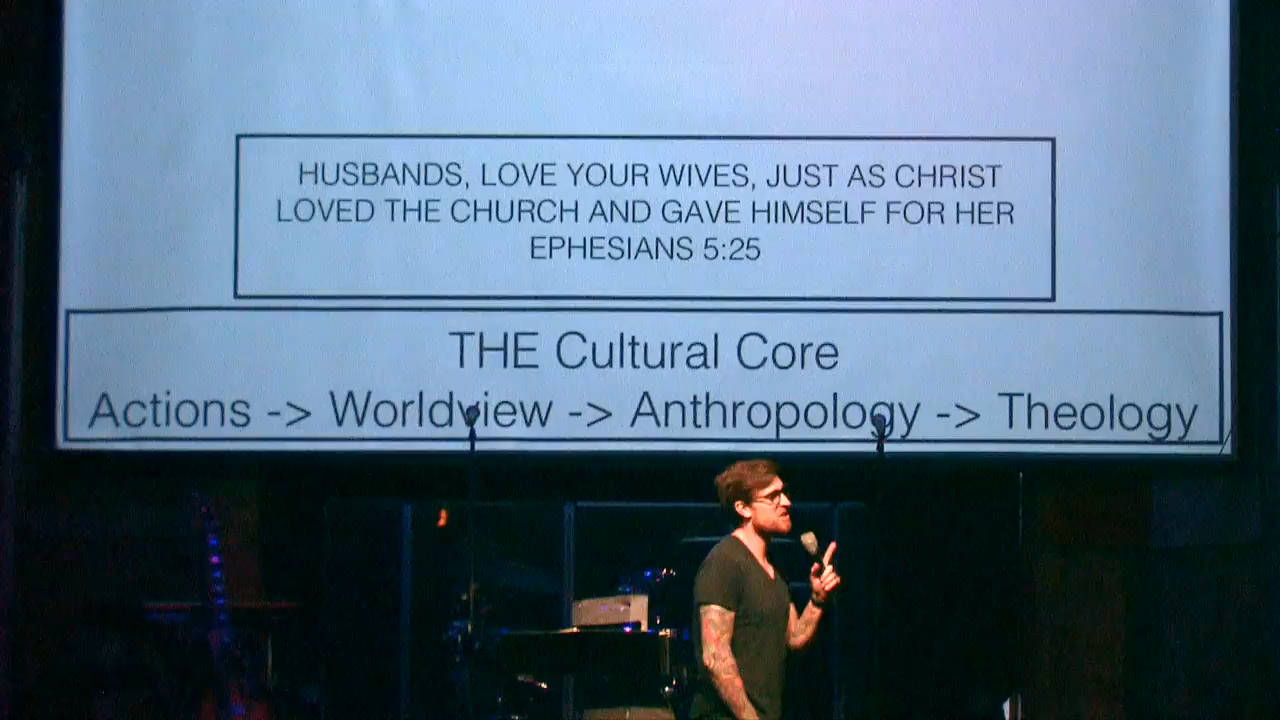 HUSBANDS, LOVE YOUR WIVES, JUST AS CHRIST
LOVED THE CHURCH AND GAVE HIMSELF FOR HER
EPHESIANS 5:25
THE Cultural Core
Actions -> Worldview -> Anthropology -> Theology